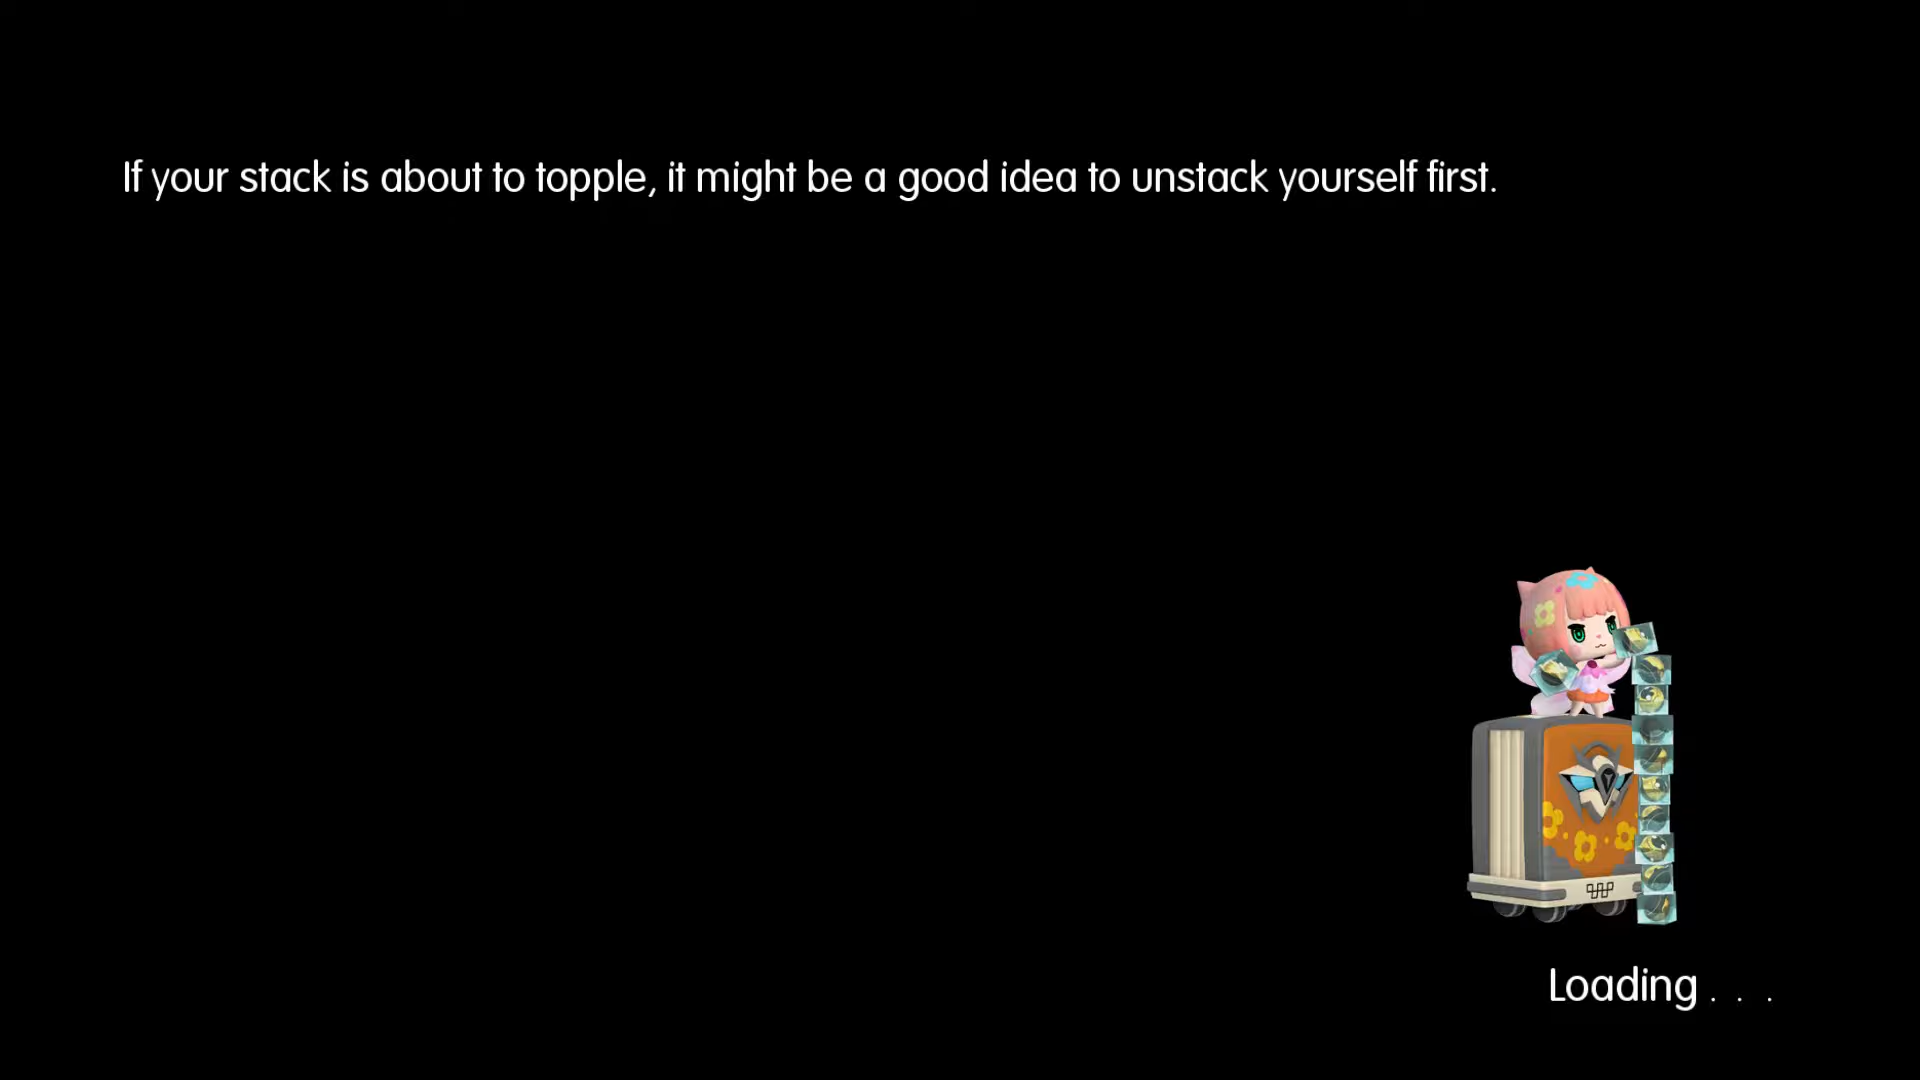 If your stack is about to topple, it might be a good idea to unstack yourself first.
Loading . . .